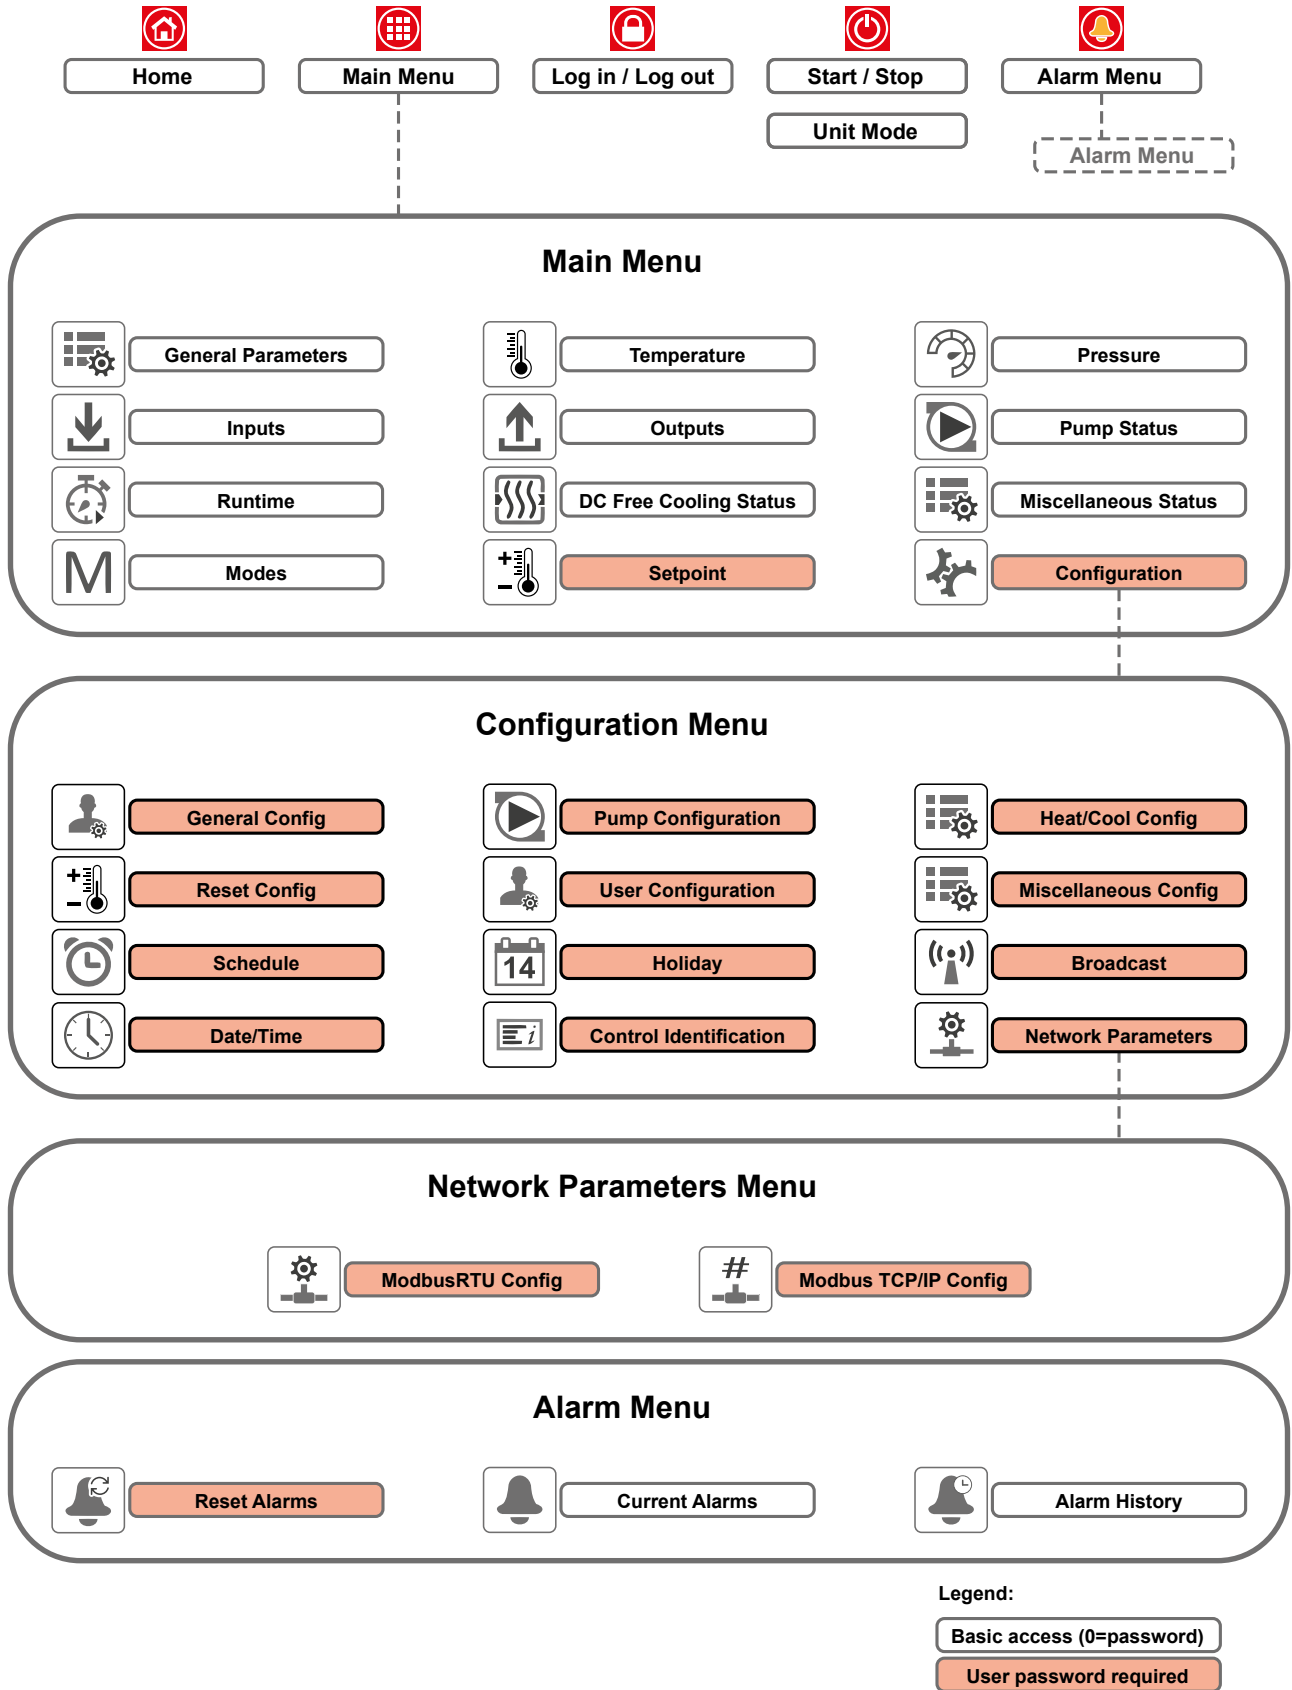 Home
Main Menu
Log in / Log out
Start / Stop
Alarm Menu
Unit Mode
Alarm Menu
Main Menu
General Parameters
Temperature
Pressure
Inputs
Outputs
Pump Status
Runtime
DC Free Cooling Status
Miscellaneous Status
M
Modes
Setpoint
Configuration
Configuration Menu
General Config
Pump Configuration
Heat/Cool Config
Reset Config
User Configuration
Miscellaneous Config
Schedule
14
Holiday
Broadcast
Date/Time
i
Control Identification
Network Parameters
Network Parameters Menu
ModbusRTU Config
#
Modbus TCP/IP Config
Alarm Menu
Reset Alarms
Current Alarms
Alarm History
Legend:
Basic access (0=password)
User password required